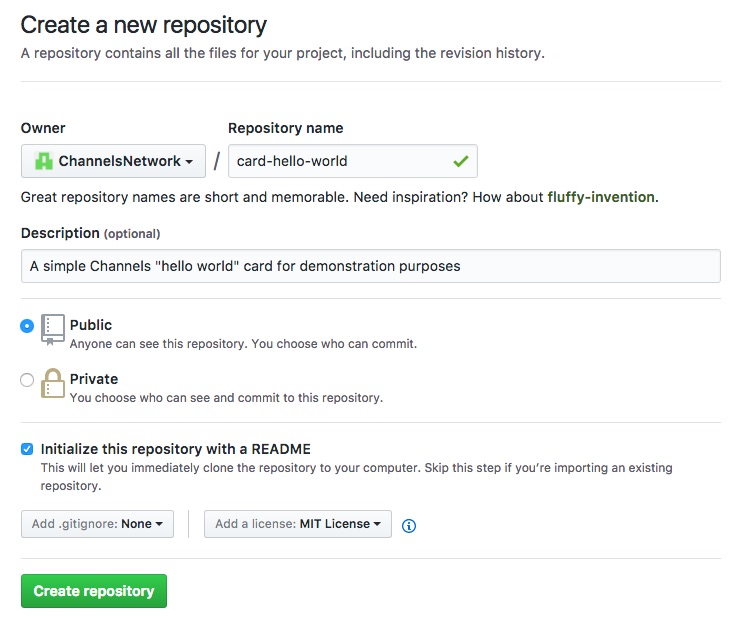 Create a new repository
A repository contains all the files for your project, including the revision history.
Owner
Repository name
ChannelsNetwork
/
card-hello-world
Great repository names are short and memorable. Need inspiration? How about fluffy-invention.
Description (optional)
A simple Channels "hello world" card for demonstration purposes
Public
Anyone can see this repository. You choose who can commit.
Private
You choose who can see and commit to this repository.
Initialize this repository with a README
This will let you immediately clone the repository to your computer. Skip this step if you’re importing an existing
repository.
Add .gitignore: None
Add a license: MIT License
Create repository